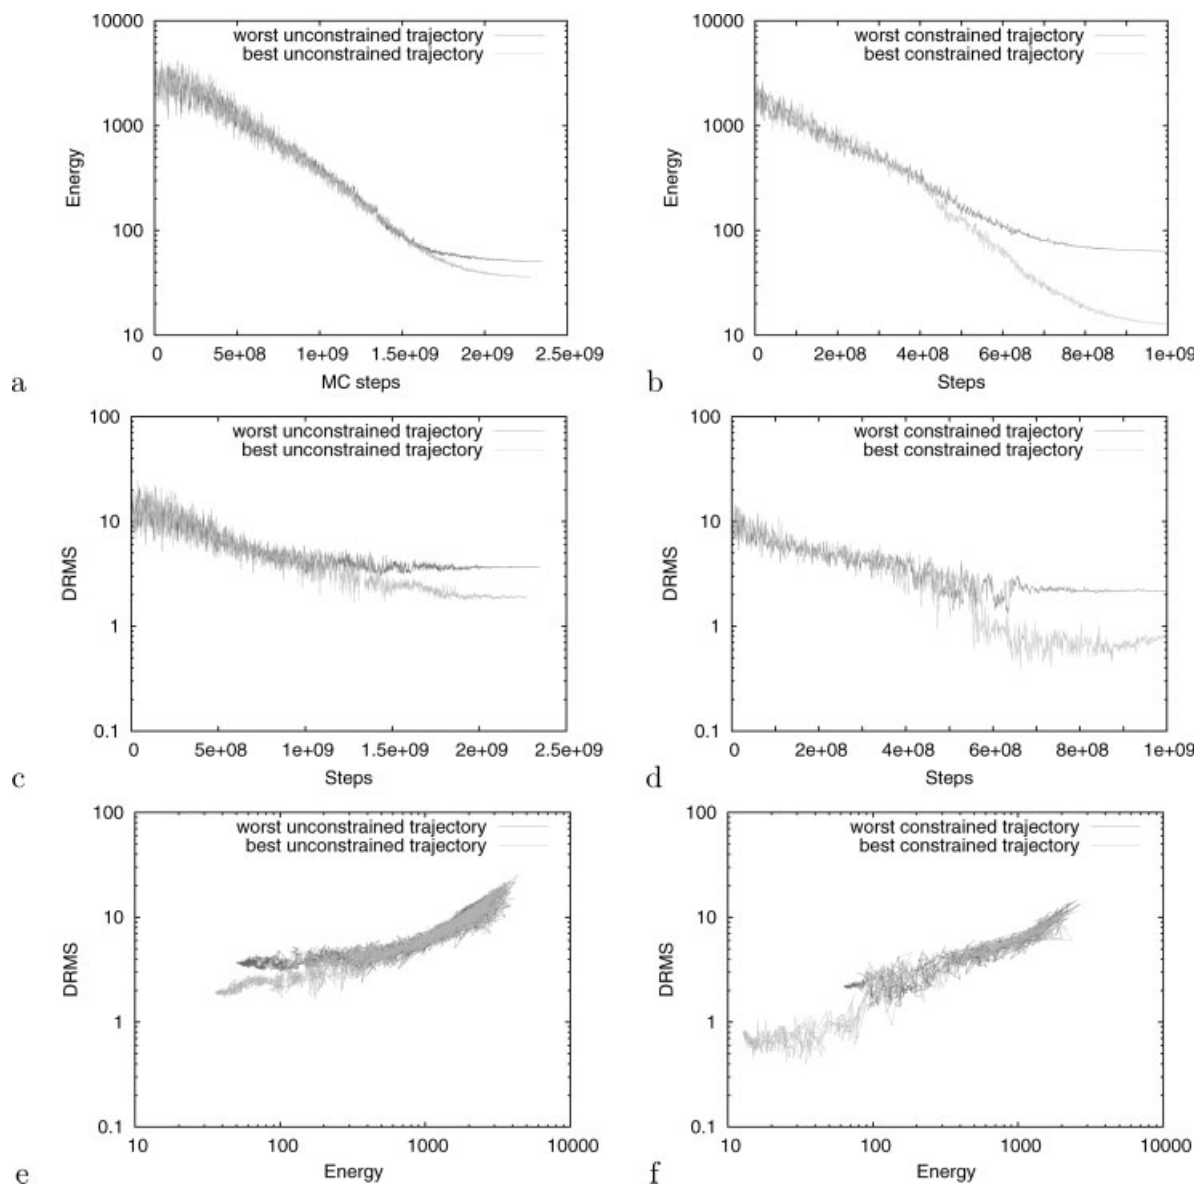 10000
worst unconstrained trajectory
best unconstrained trajectory
1000
Energy
100
10
0 5e+08 1e+09 1.5e+09 2e+09 2.5e+09
a MC steps
10000
worst constrained trajectory
best constrained trajectory
1000
Energy
100
10
0 2e+08 4e+08 6e+08 8e+08 1e+09
b Steps
100
worst unconstrained trajectory
best unconstrained trajectory
10
DRMS
1
0.1
0 5e+08 1e+09 1.5e+09 2e+09 2.5e+09
c Steps
100
worst constrained trajectory
best constrained trajectory
10
DRMS
1
0.1
0 2e+08 4e+08 6e+08 8e+08 1e+09
d Steps
100
worst unconstrained trajectory
best unconstrained trajectory
10
DRMS
1
0.1
10 100 1000 10000
e Energy
100
worst constrained trajectory
best constrained trajectory
10
DRMS
1
0.1
10 100 1000 10000
f Energy